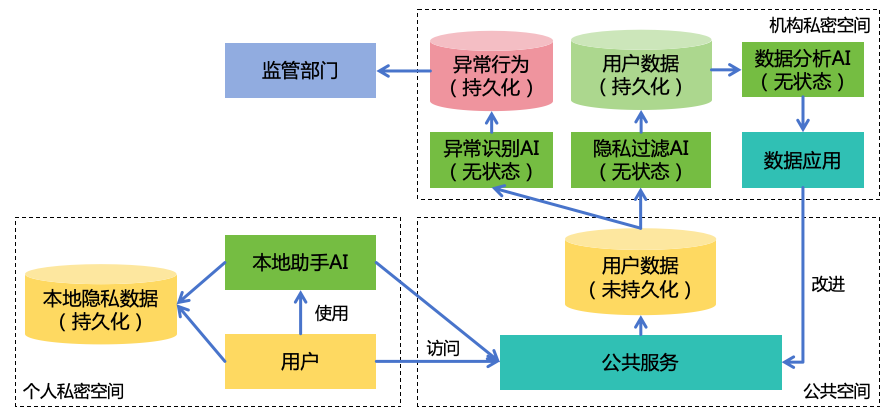 机构私密空间
监管部门
异常行为
（持久化）
用户数据
（持久化）
数据分析AI
（无状态）
异常识别AI
（无状态）
隐私过滤AI
（无状态）
数据应用
本地助手AI
用户数据
（未持久化）
本地隐私数据
（持久化）
使用
改进
用户
访问
公共服务
个人私密空间
公共空间